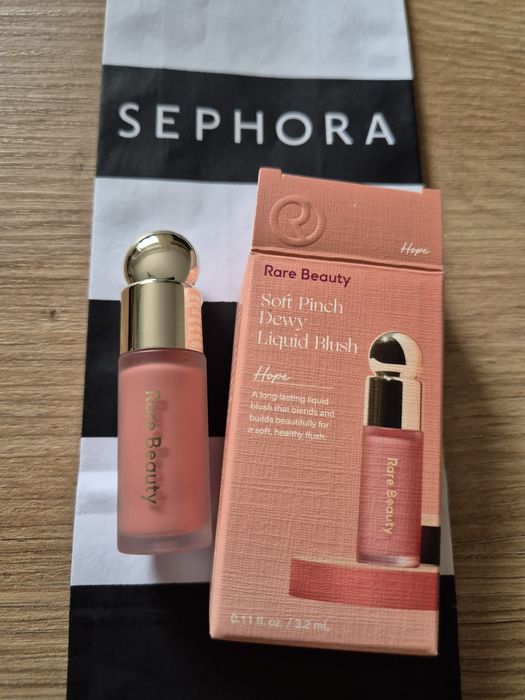 SEPHORA
Hope
Rare Beauty
Soft Pinch
Dewy
Liquid Blush
Hope
A long-lasting liquid
blush that blends and
builds beautifully for
a soft, healthy flush.
Rare Beauty
0.11 fl. oz. / 3.2 mL
Rare Beauty